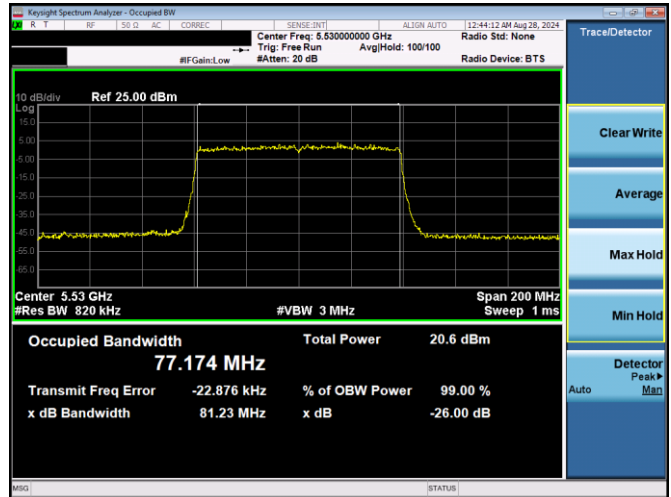 Keysight Spectrum Analyzer - Occupied BW
LXI R T RF 50 Ω AC CORREC SENSE:INT ALIGN AUTO 12:44:12 AM Aug 28, 2024
Center Freq: 5.530000000 GHz Radio Std: None
Trig: Free Run Avg|Hold: 100/100
#IFGain:Low #Atten: 20 dB Radio Device: BTS
Trace/Detector
10 dB/div Ref 25.00 dBm
Log
15.0
5.00
-5.00
-15.0
-25.0
-35.0
-45.0
-55.0
-65.0
Center 5.53 GHz Span 200 MHz
#Res BW 820 kHz #VBW 3 MHz Sweep 1 ms
Occupied Bandwidth Total Power 20.6 dBm
77.174 MHz
Transmit Freq Error -22.876 kHz % of OBW Power 99.00 %
x dB Bandwidth 81.23 MHz x dB -26.00 dB
Clear Write
Average
Max Hold
Min Hold
Detector
Peak▶
Auto Man
MSG STATUS